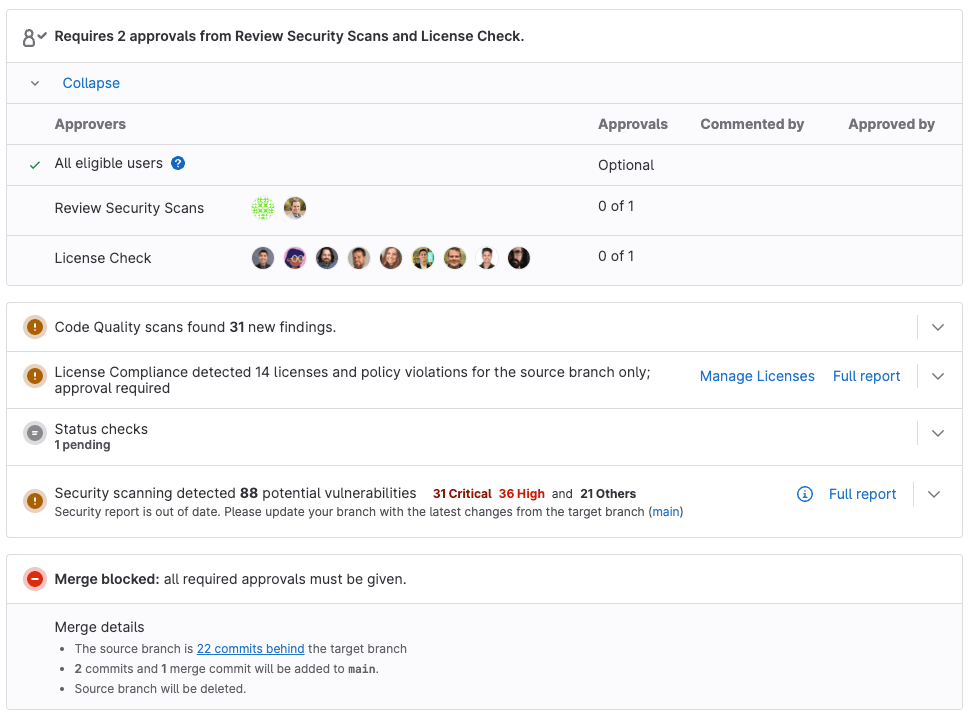 Requires 2 approvals from Review Security Scans and License Check.
Collapse
Approvers Approvals Commented by Approved by
All eligible users ? Optional
Review Security Scans 0 of 1
License Check 0 of 1
Code Quality scans found 31 new findings.
License Compliance detected 14 licenses and policy violations for the source branch only;
approval required
Manage Licenses Full report
Status checks
1 pending
Security scanning detected 88 potential vulnerabilities 31 Critical 36 High and 21 Others
Full report
Security report is out of date. Please update your branch with the latest changes from the target branch (main)
Merge blocked: all required approvals must be given.
Merge details
• The source branch is 22 commits behind the target branch
• 2 commits and 1 merge commit will be added to main.
• Source branch will be deleted.